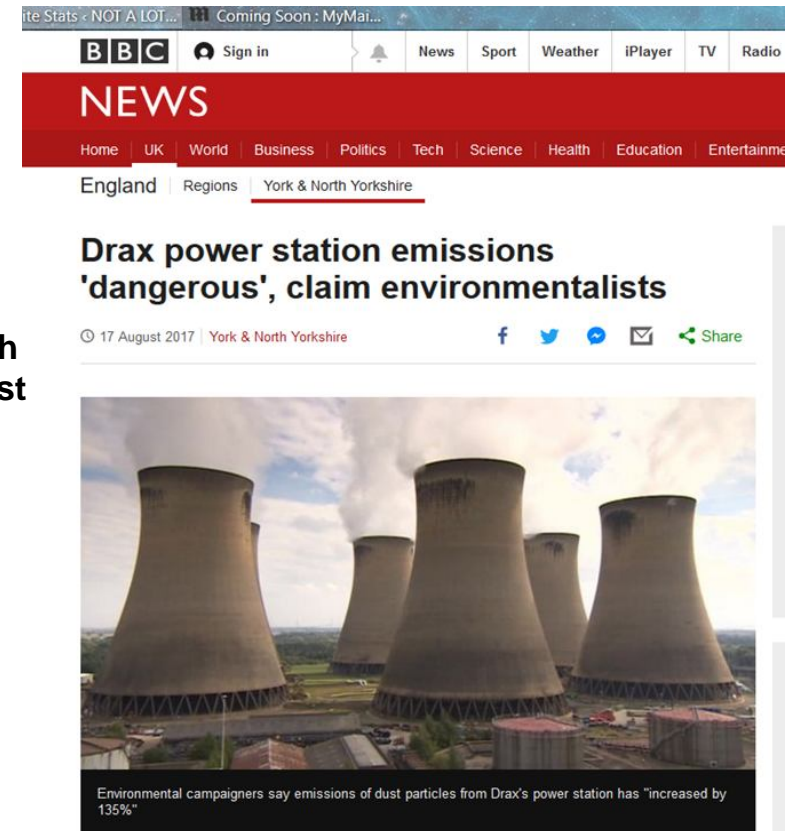 ite Stats < NOT A LOT... Coming Soon : MyMai...
BBC Sign in News Sport Weather iPlayer TV Radio
NEWS
Home UK World Business Politics Tech Science Health Education Entertainme
England Regions York & North Yorkshire
Drax power station emissions
'dangerous', claim environmentalists
17 August 2017 York & North Yorkshire f Share
h
st
Environmental campaigners say emissions of dust particles from Drax's power station has "increased by
135%"